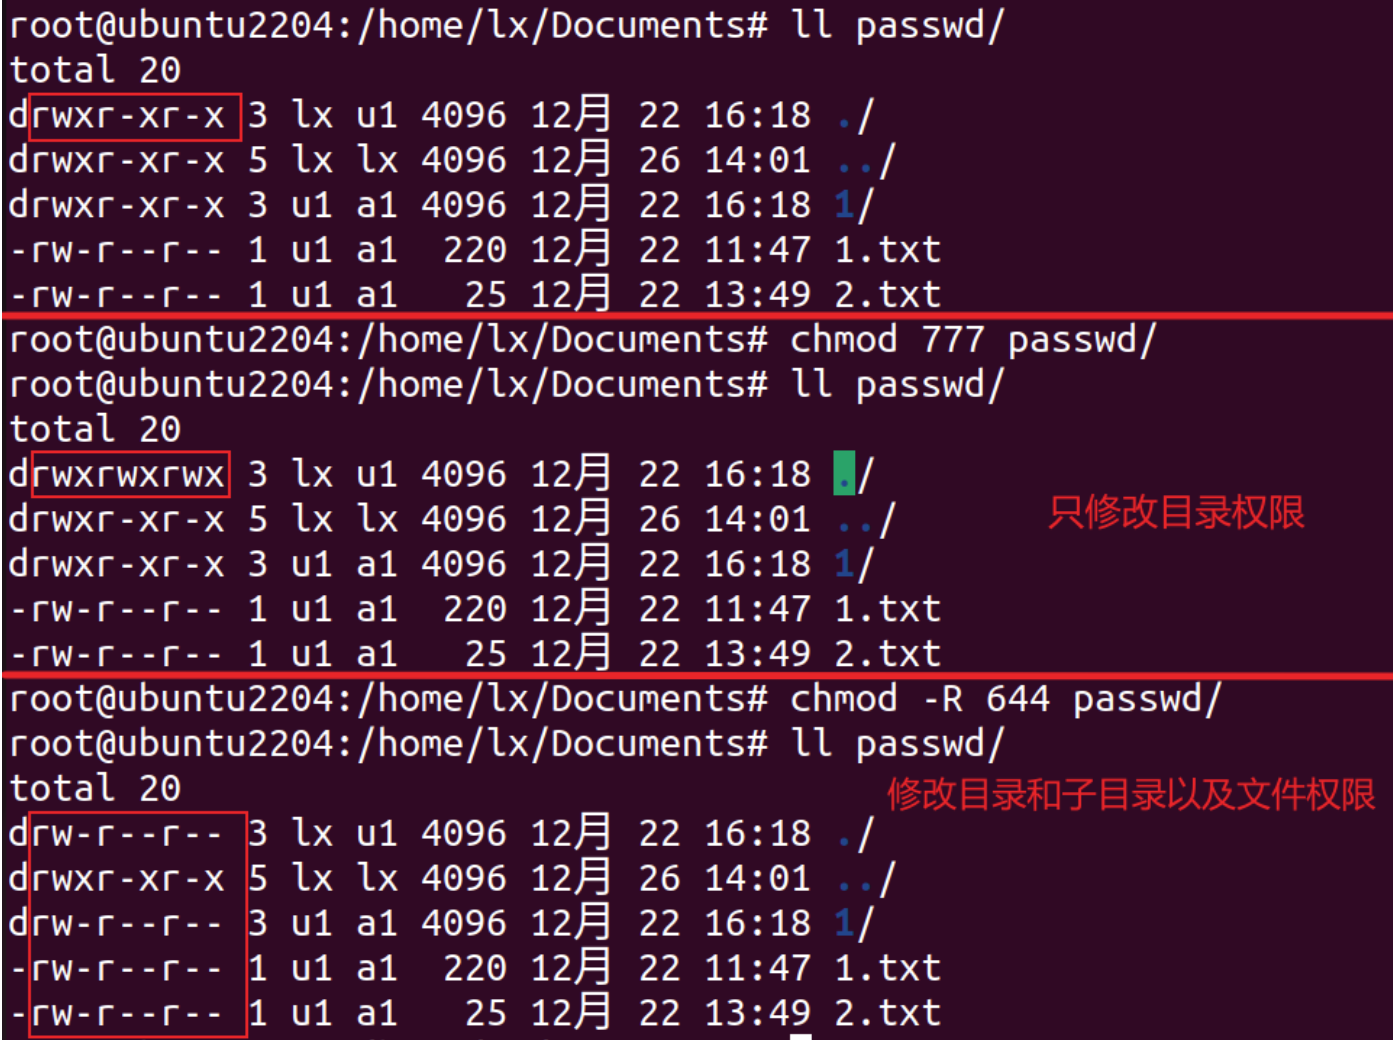 root@ubuntu2204:/home/lx/Documents# ll passwd/
total 20
drwxr-xr-x 3 lx u1 4096 12月 22 16:18 ./
drwxr-xr-x 5 lx lx 4096 12月 26 14:01 ../
drwxr-xr-x 3 u1 a1 4096 12月 22 16:18 1/
-rw-r--r-- 1 u1 a1  220 12月 22 11:47 1.txt
-rw-r--r-- 1 u1 a1   25 12月 22 13:49 2.txt
root@ubuntu2204:/home/lx/Documents# chmod 777 passwd/
root@ubuntu2204:/home/lx/Documents# ll passwd/
total 20
drwxrwxrwx 3 lx u1 4096 12月 22 16:18 ./
只修改目录权限
drwxr-xr-x 5 lx lx 4096 12月 26 14:01 ../
drwxr-xr-x 3 u1 a1 4096 12月 22 16:18 1/
-rw-r--r-- 1 u1 a1  220 12月 22 11:47 1.txt
-rw-r--r-- 1 u1 a1   25 12月 22 13:49 2.txt
root@ubuntu2204:/home/lx/Documents# chmod -R 644 passwd/
root@ubuntu2204:/home/lx/Documents# ll passwd/
total 20
修改目录和子目录以及文件权限
drw-r--r-- 3 lx u1 4096 12月 22 16:18 ./
drwxr-xr-x 5 lx lx 4096 12月 26 14:01 ../
drw-r--r-- 3 u1 a1 4096 12月 22 16:18 1/
-rw-r--r-- 1 u1 a1  220 12月 22 11:47 1.txt
-rw-r--r-- 1 u1 a1   25 12月 22 13:49 2.txt